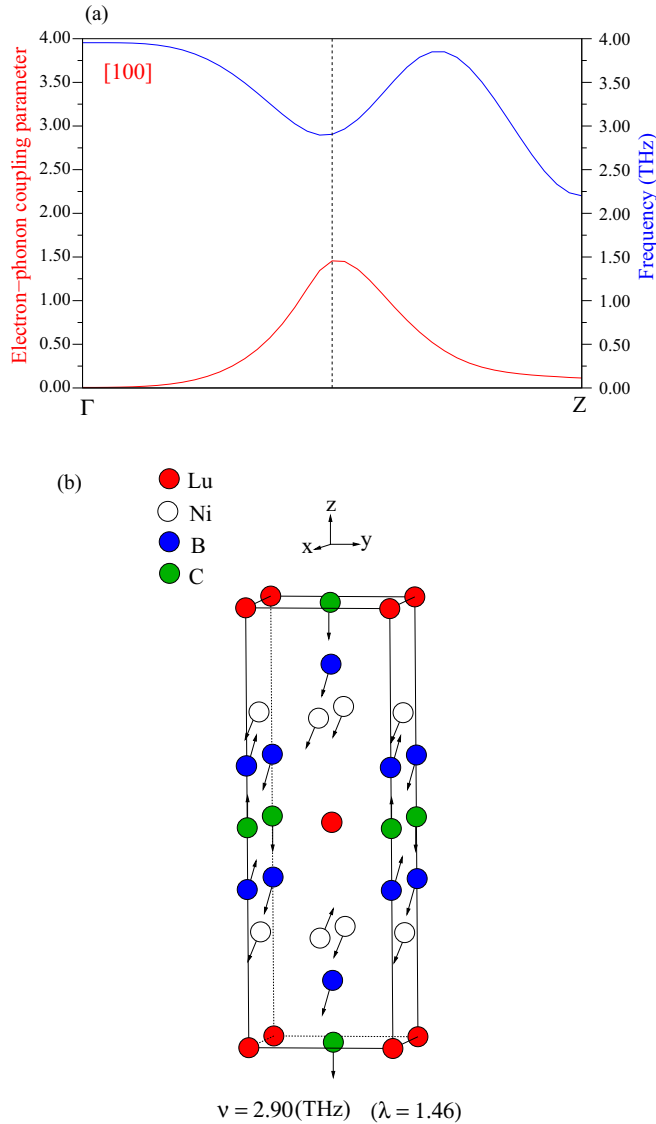 (a)
4.00
3.50
3.00
2.50
2.00
1.50
1.00
0.50
0.00
Electron−phonon coupling parameter
[100]
4.00
3.50
3.00
2.50
2.00
1.50
1.00
0.50
0.00
Frequency (THz)
Γ Z
(b)
Lu
Ni
B
C
z
x y
ν = 2.90 (THz) (λ = 1.46)